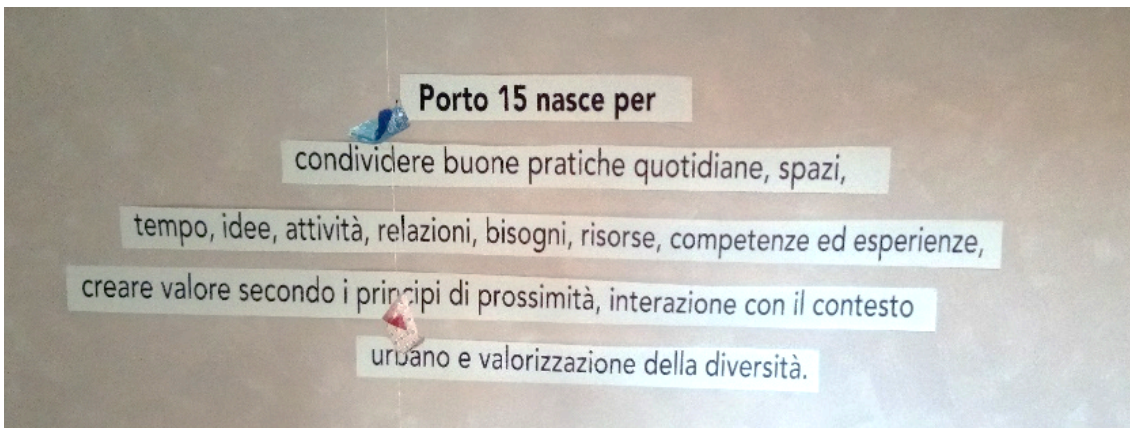 Porto 15 nasce per
condividere buone pratiche quotidiane, spazi,
tempo, idee, attività, relazioni, bisogni, risorse, competenze ed esperienze,
creare valore secondo i principi di prossimità, interazione con il contesto
urbano e valorizzazione della diversità.